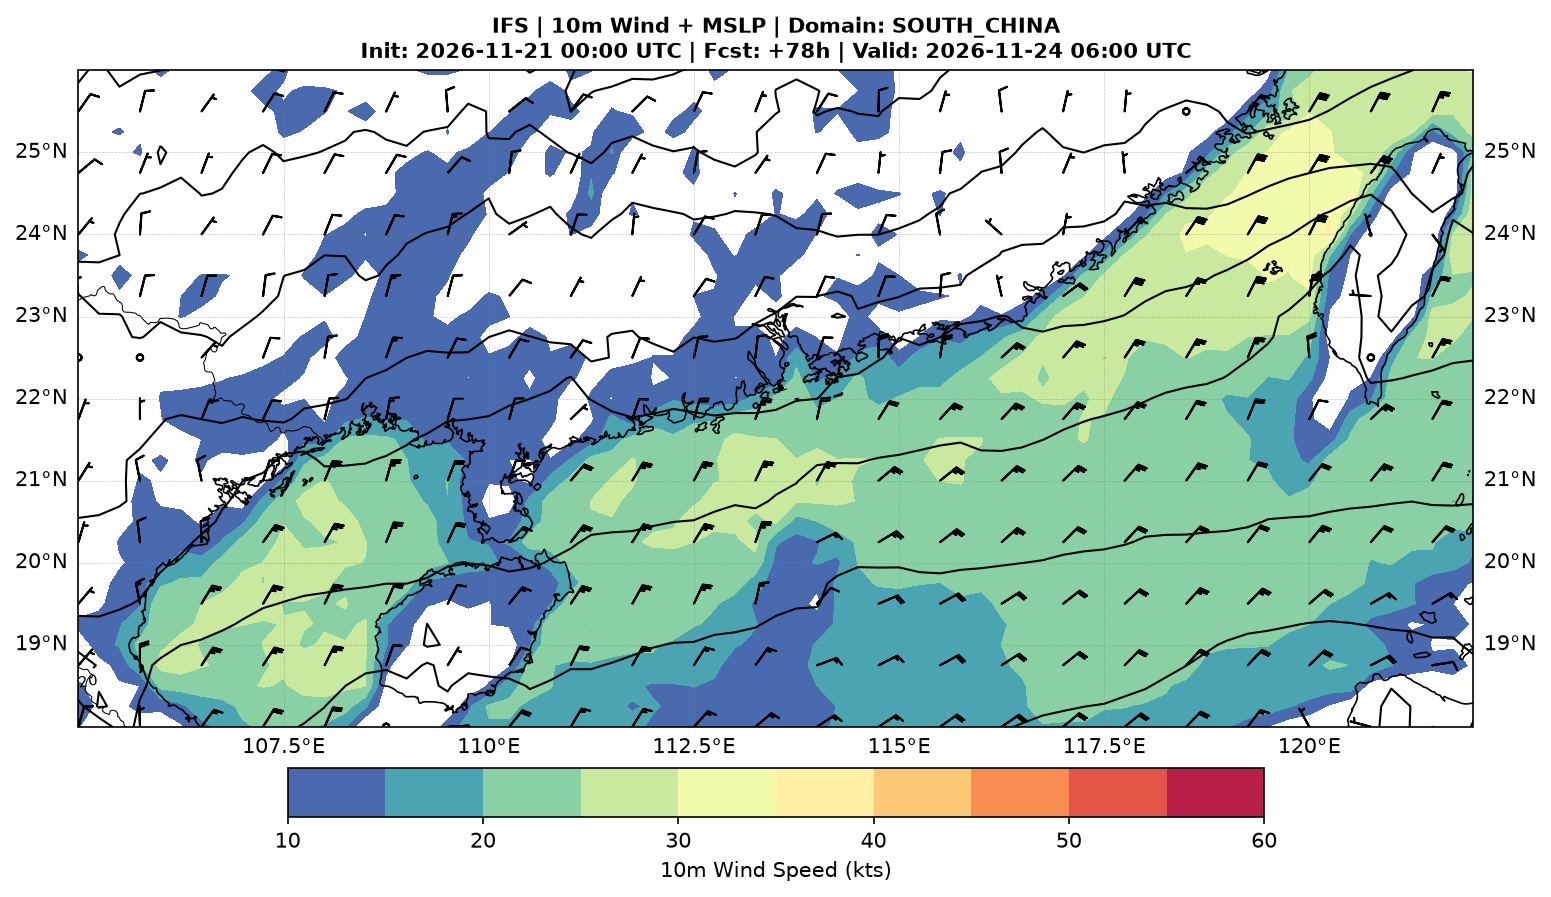 IFS | 10m Wind + MSLP | Domain: SOUTH_CHINA
Init: 2026-11-21 00:00 UTC | Fcst: +78h | Valid: 2026-11-24 06:00 UTC
25°N 25°N
24°N 24°N
23°N 23°N
22°N 22°N
21°N 21°N
20°N 20°N
19°N 19°N
107.5°E 110°E 112.5°E 115°E 117.5°E 120°E
10 20 30 40 50 60
10m Wind Speed (kts)